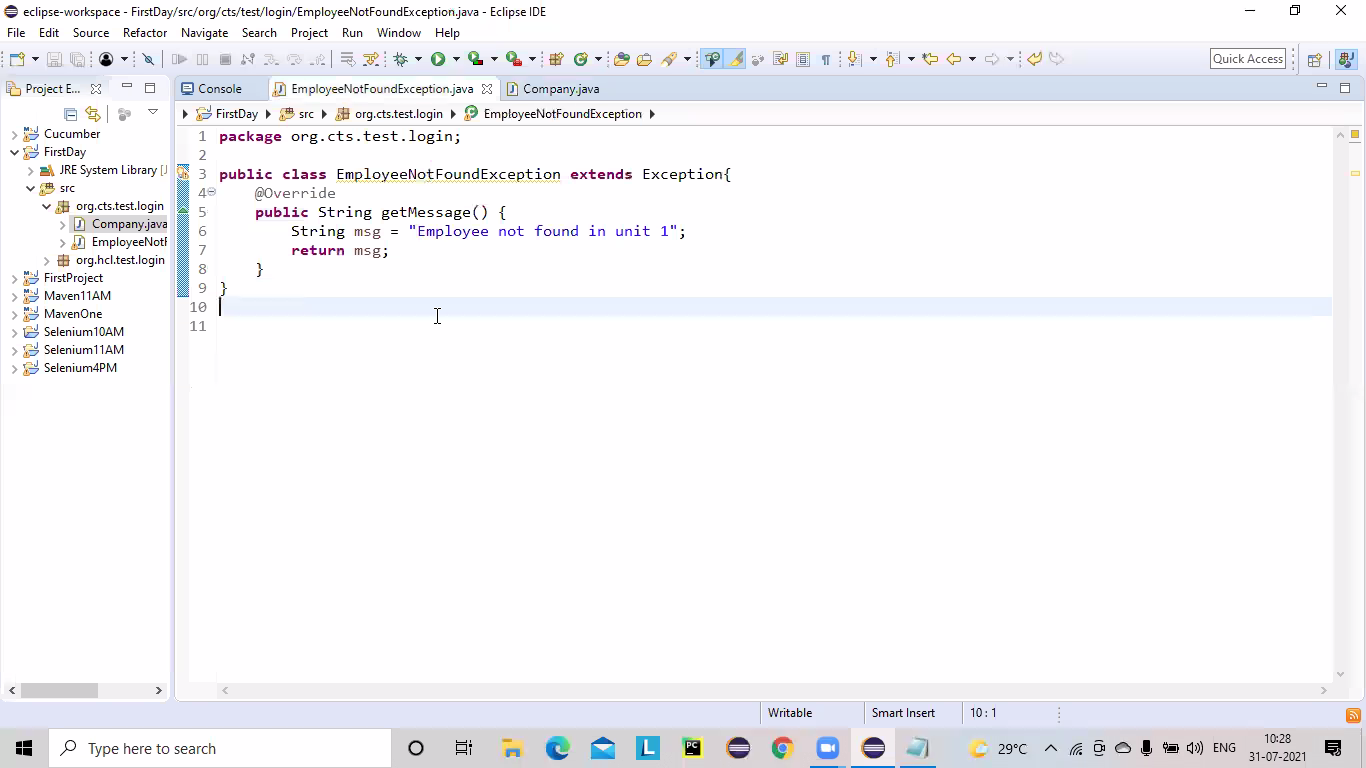 eclipse-workspace - FirstDay/src/org/cts/test/login/EmployeeNotFoundException.java - Eclipse IDE
File Edit Source Refactor Navigate Search Project Run Window Help
Quick Access
Project E...
Console
EmployeeNotFoundException.java
Company.java
FirstDay
src
org.cts.test.login
EmployeeNotFoundException
Cucumber
FirstDay
JRE System Library [J
src
org.cts.test.login
Company.java
EmployeeNotF
org.hcl.test.login
FirstProject
Maven11AM
MavenOne
Selenium10AM
Selenium11AM
Selenium4PM
1 package org.cts.test.login;
2
3 public class EmployeeNotFoundException extends Exception{
4 @Override
5 public String getMessage() {
6 String msg = "Employee not found in unit 1";
7 return msg;
8 }
9 }
10
11
Writable
Smart Insert
10 : 1
Type here to search
L
PC
29°C
ENG
10:28
31-07-2021